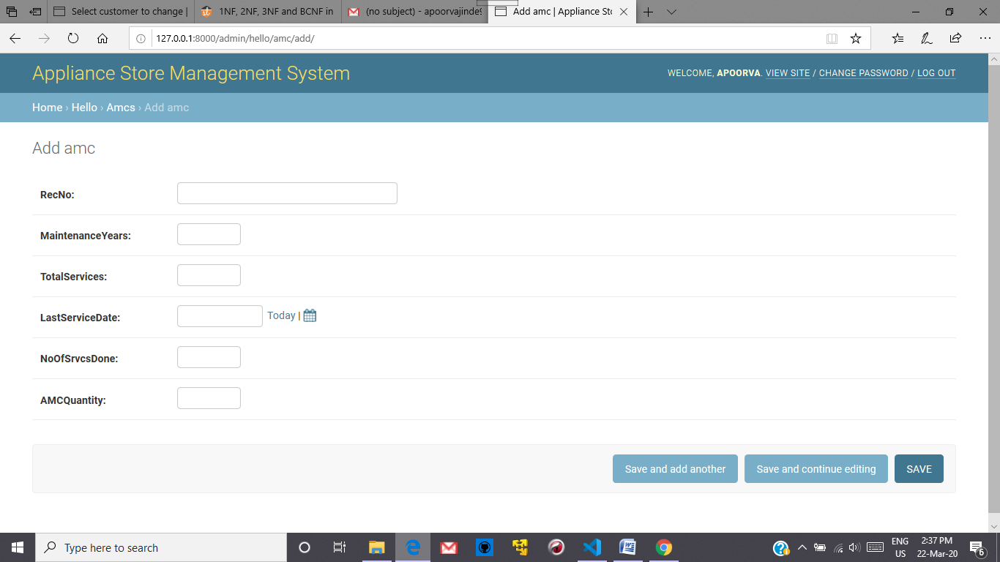 Select customer to change |
1NF, 2NF, 3NF and BCNF in
(no subject) - apoorvajinde9
Add amc | Appliance Sto
127.0.0.1:8000/admin/hello/amc/add/
Appliance Store Management System
WELCOME, APOORVA. VIEW SITE / CHANGE PASSWORD / LOG OUT
Home › Hello › Amcs › Add amc
Add amc
RecNo:
MaintenanceYears:
TotalServices:
LastServiceDate: Today |
NoOfSrvcsDone:
AMCQuantity:
Save and add another
Save and continue editing
SAVE
Type here to search
ENG
US
2:37 PM
22-Mar-20
6